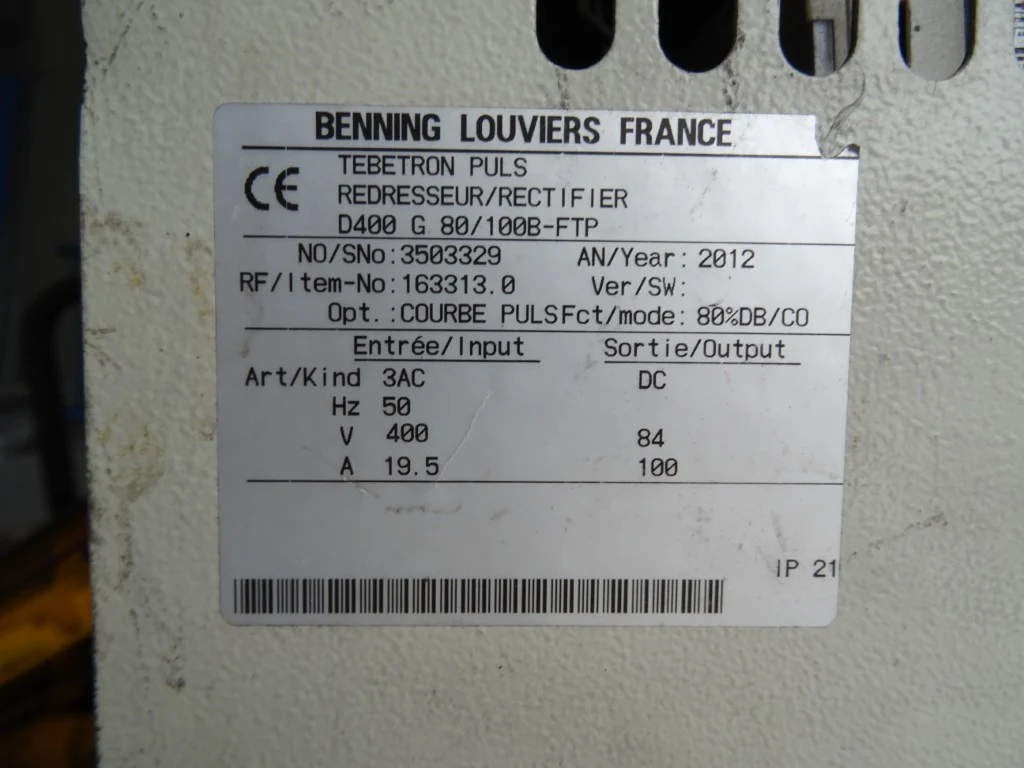 BENNING LOUVIERS FRANCE
CE TEBETRON PULS
REDRESSEUR/RECTIFIER
D400 G 80/100B-FTP
NO/SNo:3503329 AN/Year: 2012
RF/Item-No:163313.0 Ver/SW:
Opt.:COURBE PULSFct/mode: 80%DB/CO
Entrée/Input Sortie/Output
Art/Kind 3AC DC
Hz 50
V 400 84
A 19.5 100
IP 21